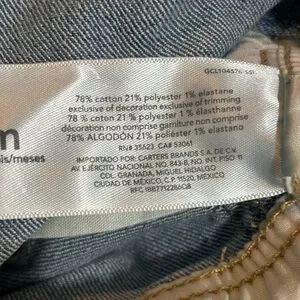 GCL104576-SSI
78% cotton 21% polyester 1% elastane
exclusive of decoration exclusive of trimming
78 % coton 21 % polyester 1 % élasthanne
décoration non comprise garniture non comprise
78% ALGODÓN 21% poliéster 1% elastano
m
RN# 35623 CA# 53061
ois/meses
IMPORTADO POR: CARTERS BRANDS S.A. DE C.V.
AV. EJÉRCITO NACIONAL NO. 843-B, NO. INT. PISO 11
COL. GRANADA, MIGUEL HIDALGO
CIUDAD DE MÉXICO, C.P. 11520, MÉXICO